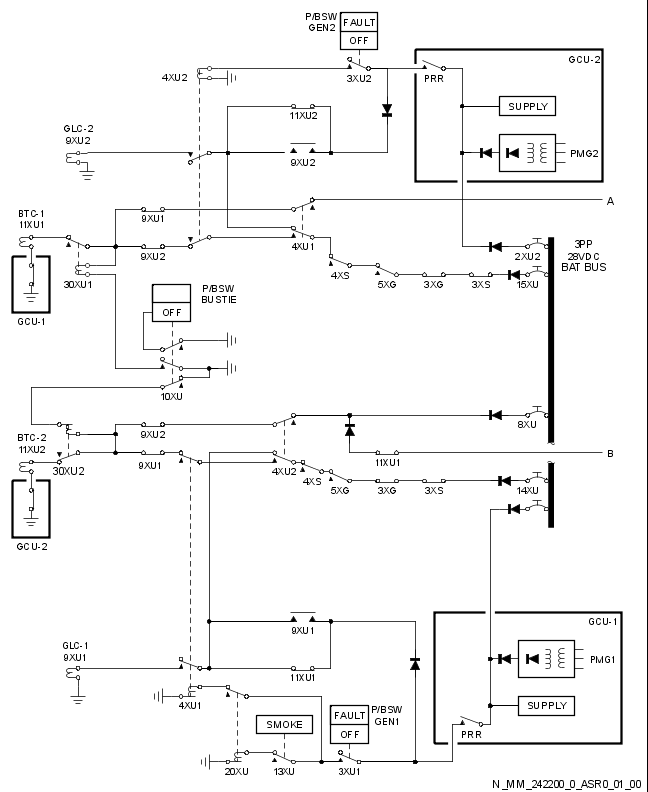 P/BSW
GEN2
FAULT
OFF
GCU-2
4XU2
3XU2
PRR
SUPPLY
11XU2
GLC-2
9XU2
9XU2
PMG2
A
BTC-1
11XU1
9XU1
4XU1
9XU2
2XU2
3PP
28VDC
BAT BUS
4XS
5XG
3XG
3XS
15XU
30XU1
GCU-1
P/BSW
BUSTIE
OFF
10XU
8XU
BTC-2
11XU2
9XU2
B
11XU1
30XU2
9XU1
4XU2
4XS
5XG
3XG
3XS
14XU
GCU-2
GCU-1
9XU1
GLC-1
9XU1
11XU1
PMG1
4XU1
SUPPLY
SMOKE
FAULT
OFF
P/BSW
GEN1
PRR
20XU
13XU
3XU1
N_MM_242200_0_ASR0_01_00